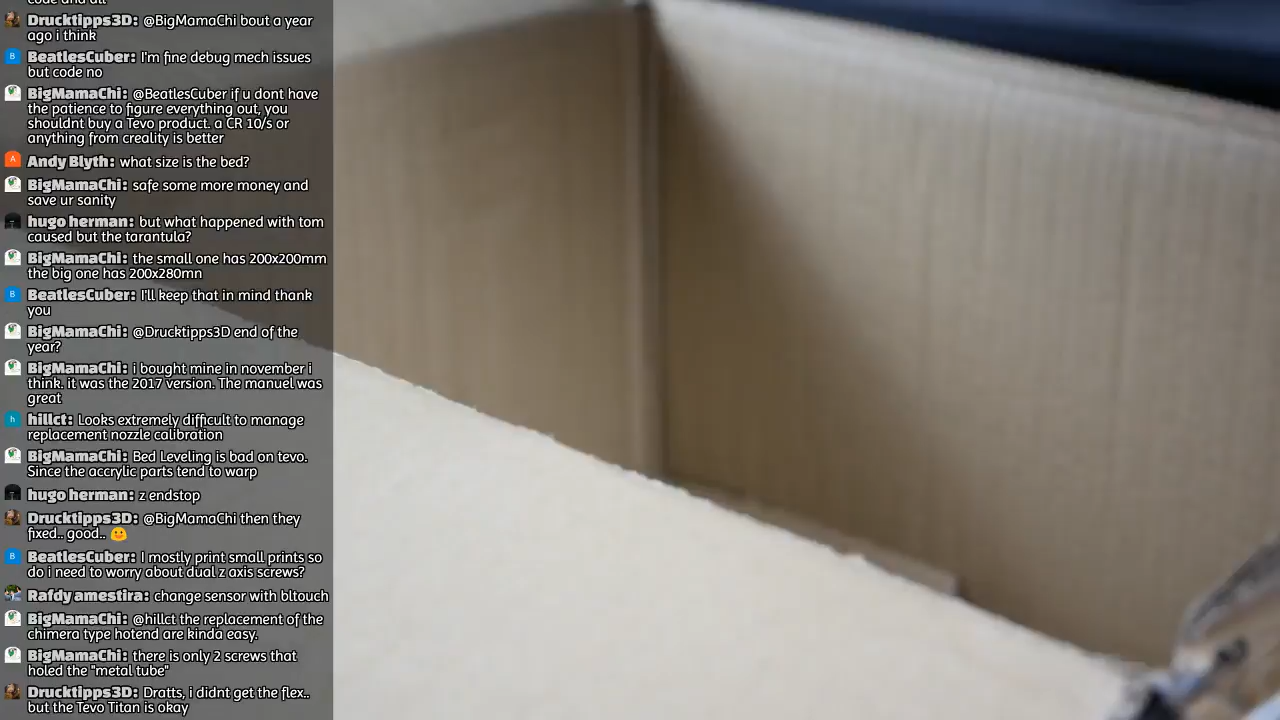 code and all
Drucktipps3D: @BigMamaChi bout a year
ago i think
BeatlesCuber: I'm fine debug mech issues
but code no
BigMamaChi: @BeatlesCuber if u dont have
the patience to figure everything out, you
shouldnt buy a Tevo product. a CR 10/s or
anything from creality is better
Andy Blyth: what size is the bed?
BigMamaChi: safe some more money and
save ur sanity
hugo herman: but what happened with tom
caused but the tarantula?
BigMamaChi: the small one has 200x200mm
the big one has 200x280mn
BeatlesCuber: I'll keep that in mind thank
you
BigMamaChi: @Drucktipps3D end of the
year?
BigMamaChi: i bought mine in november i
think. it was the 2017 version. The manuel was
great
hillct: Looks extremely difficult to manage
replacement nozzle calibration
BigMamaChi: Bed Leveling is bad on tevo.
Since the accrylic parts tend to warp
hugo herman: z endstop
Drucktipps3D: @BigMamaChi then they
fixed.. good..
BeatlesCuber: I mostly print small prints so
do i need to worry about dual z axis screws?
Rafdy amestira: change sensor with bltouch
BigMamaChi: @hillct the replacement of the
chimera type hotend are kinda easy.
BigMamaChi: there is only 2 screws that
holed the "metal tube"
Drucktipps3D: Dratts, i didnt get the flex..
but the Tevo Titan is okay